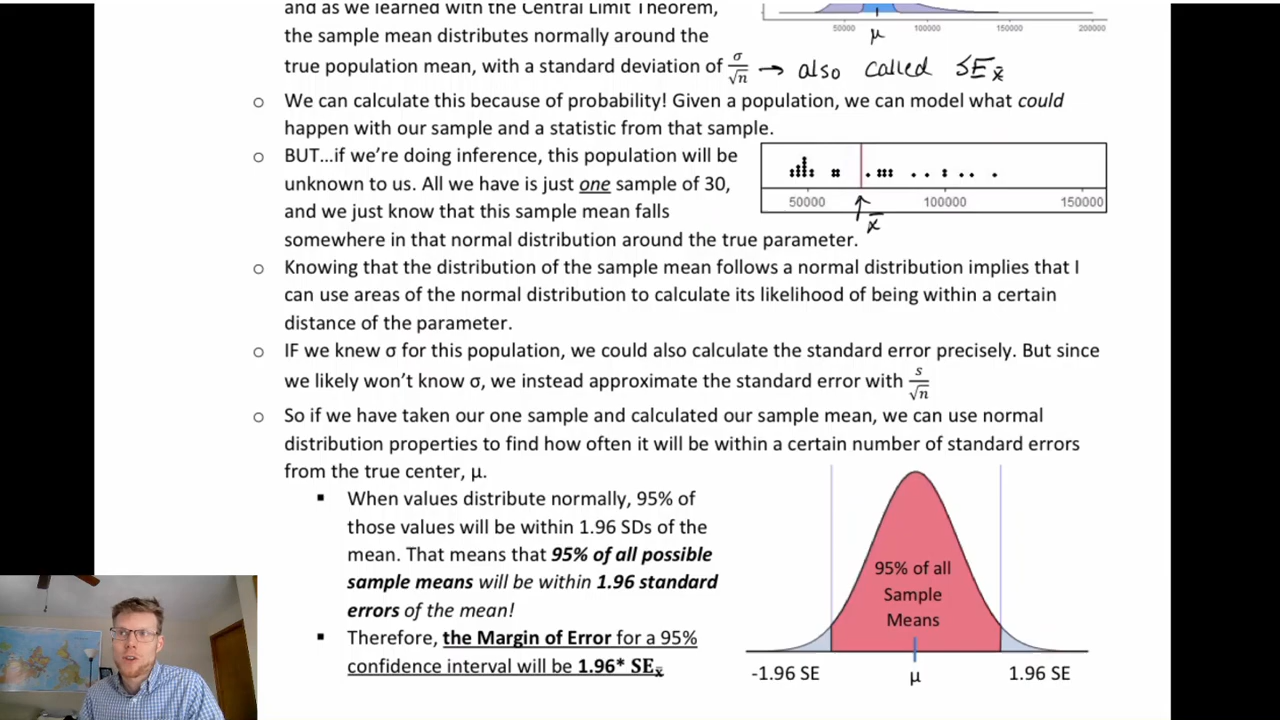 and as we learned with the Central Limit Theorem,
the sample mean distributes normally around the
true population mean, with a standard deviation of σ/√n → also called SEx̄
50000 μ 100000 150000 200000
o We can calculate this because of probability! Given a population, we can model what could
happen with our sample and a statistic from that sample.
o BUT…if we’re doing inference, this population will be
unknown to us. All we have is just one sample of 30,
and we just know that this sample mean falls
somewhere in that normal distribution around the true parameter.
50000 100000 150000
x̄
o Knowing that the distribution of the sample mean follows a normal distribution implies that I
can use areas of the normal distribution to calculate its likelihood of being within a certain
distance of the parameter.
o IF we knew σ for this population, we could also calculate the standard error precisely. But since
we likely won’t know σ, we instead approximate the standard error with s/√n
o So if we have taken our one sample and calculated our sample mean, we can use normal
distribution properties to find how often it will be within a certain number of standard errors
from the true center, μ.
▪ When values distribute normally, 95% of
those values will be within 1.96 SDs of the
mean. That means that 95% of all possible
sample means will be within 1.96 standard
errors of the mean!
▪ Therefore, the Margin of Error for a 95%
confidence interval will be 1.96* SEx̄
95% of all
Sample
Means
-1.96 SE μ 1.96 SE